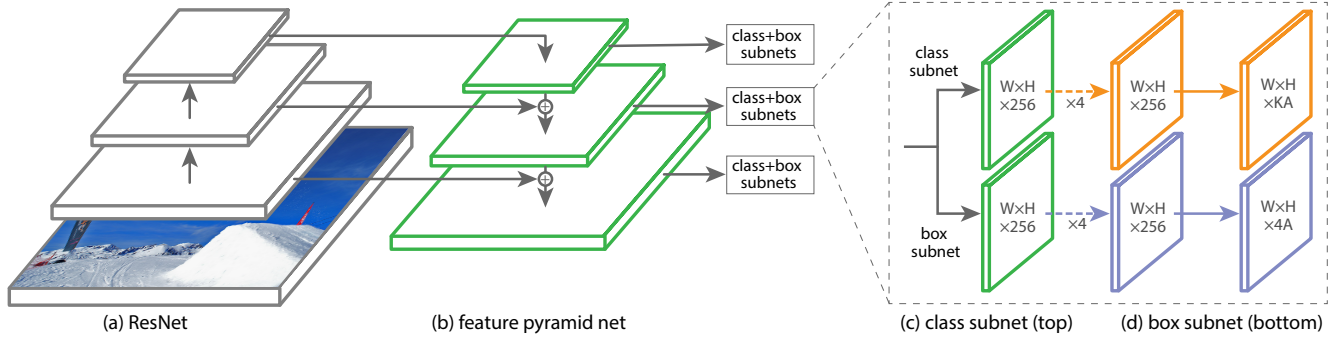 class+box
subnets
class+box
subnets
class+box
subnets
class
subnet
W×H
×256
×4
W×H
×256
W×H
×KA
box
subnet
W×H
×256
×4
W×H
×256
W×H
×4A
(a) ResNet
(b) feature pyramid net
(c) class subnet (top)
(d) box subnet (bottom)